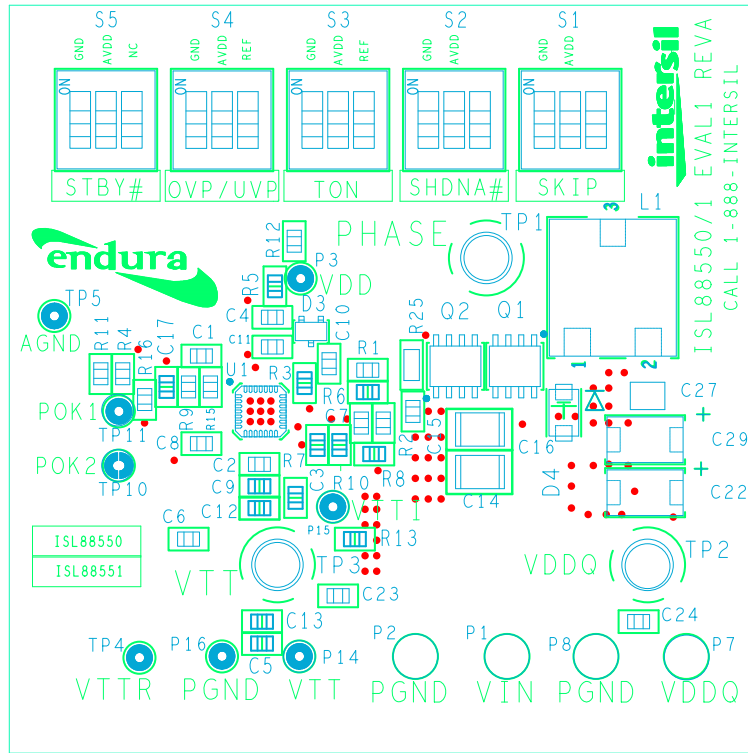 S5 S4 S3 S2 S1
GND AVDD NC GND AVDD REF GND AVDD REF GND AVDD GND AVDD
ON ON ON ON ON
STBY# OVP/UVP TON SHDNA# SKIP
intersil
ISL88550/1 EVAL1 REVA
CALL 1-888-INTERSIL
endura
R12
P3
VDD
PHASE
TP1
3
L1
1
2
TP5
AGND
R5
C4
C11
D3
C10
R25
Q2
Q1
R11
R4
R16
C17
C1
U1
R3
R1
R6
POK1
TP11
R9
R15
C8
C7
R2
C15
C16
C27
+
C29
POK2
TP10
C2
C9
C12
R7
C3
R10
R8
VTTI
C14
D4
+
C22
ISL88550
ISL88551
C6
P15
R13
VTT
TP3
VDDQ
TP2
C23
C13
C5
C24
TP4
VTTR
P16
PGND
P14
VTT
P2
PGND
P1
VIN
P8
PGND
P7
VDDQ